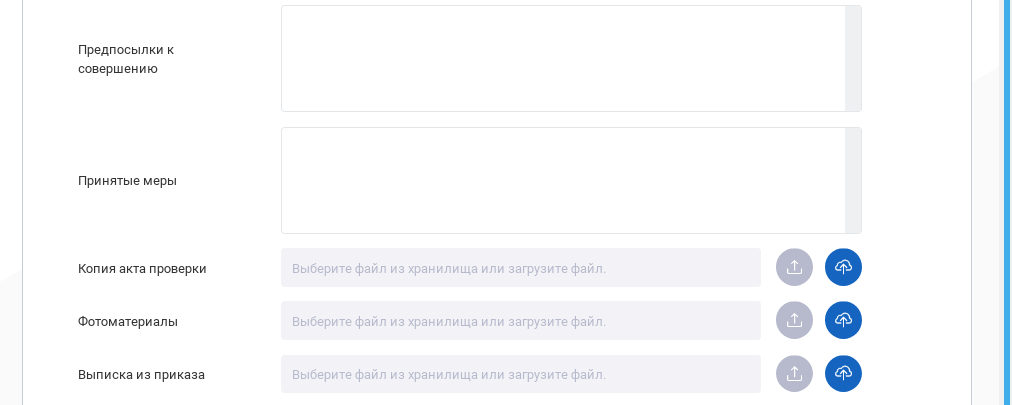 Предпосылки к
совершению
Принятые меры
Копия акта проверки
Выберите файл из хранилища или загрузите файл.
Фотоматериалы
Выберите файл из хранилища или загрузите файл.
Выписка из приказа
Выберите файл из хранилища или загрузите файл.